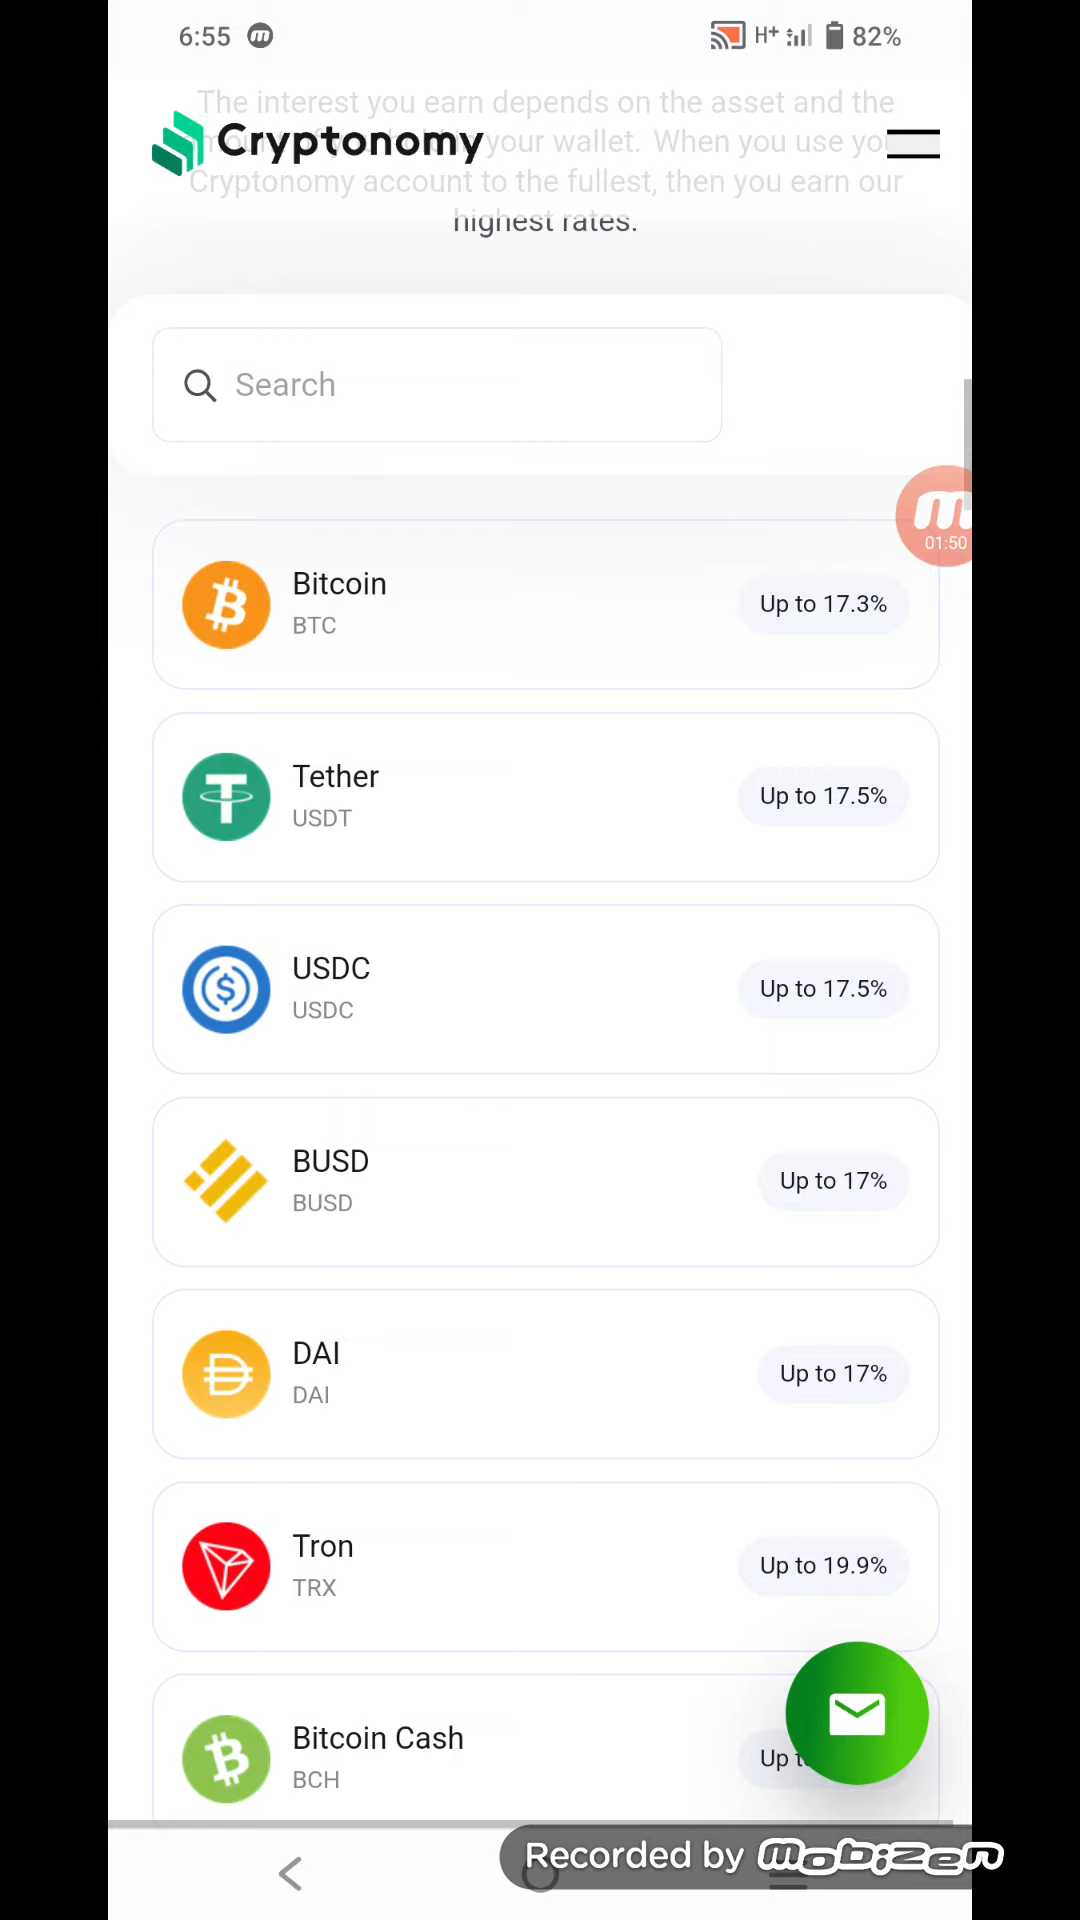 6:55 H+ 82%
The interest you earn depends on the asset and the
Cryptonomy
your wallet. When you use
Cryptonomy account to the fullest, then you earn our
highest rates.
Search
01:50
Bitcoin
BTC
Up to 17.3%
Tether
USDT
Up to 17.5%
USDC
USDC
Up to 17.5%
BUSD
BUSD
Up to 17%
DAI
DAI
Up to 17%
Tron
TRX
Up to 19.9%
Bitcoin Cash
BCH
Up
Recorded by mobizen